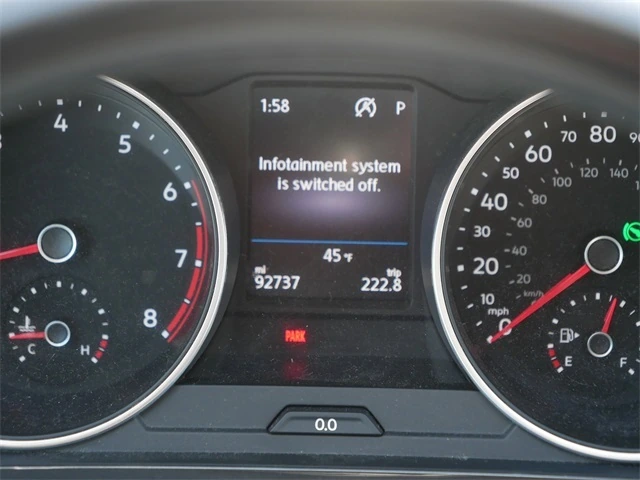 1:58 P
Infotainment system
is switched off.
45 °F
mi trip
92737 222.8
PARK
0.0
3 4 5 6 7 8
C H
0 10 20 30 40 50 60 70 80 90
20 40 60 80 100 120 140
mph
km/h
E F